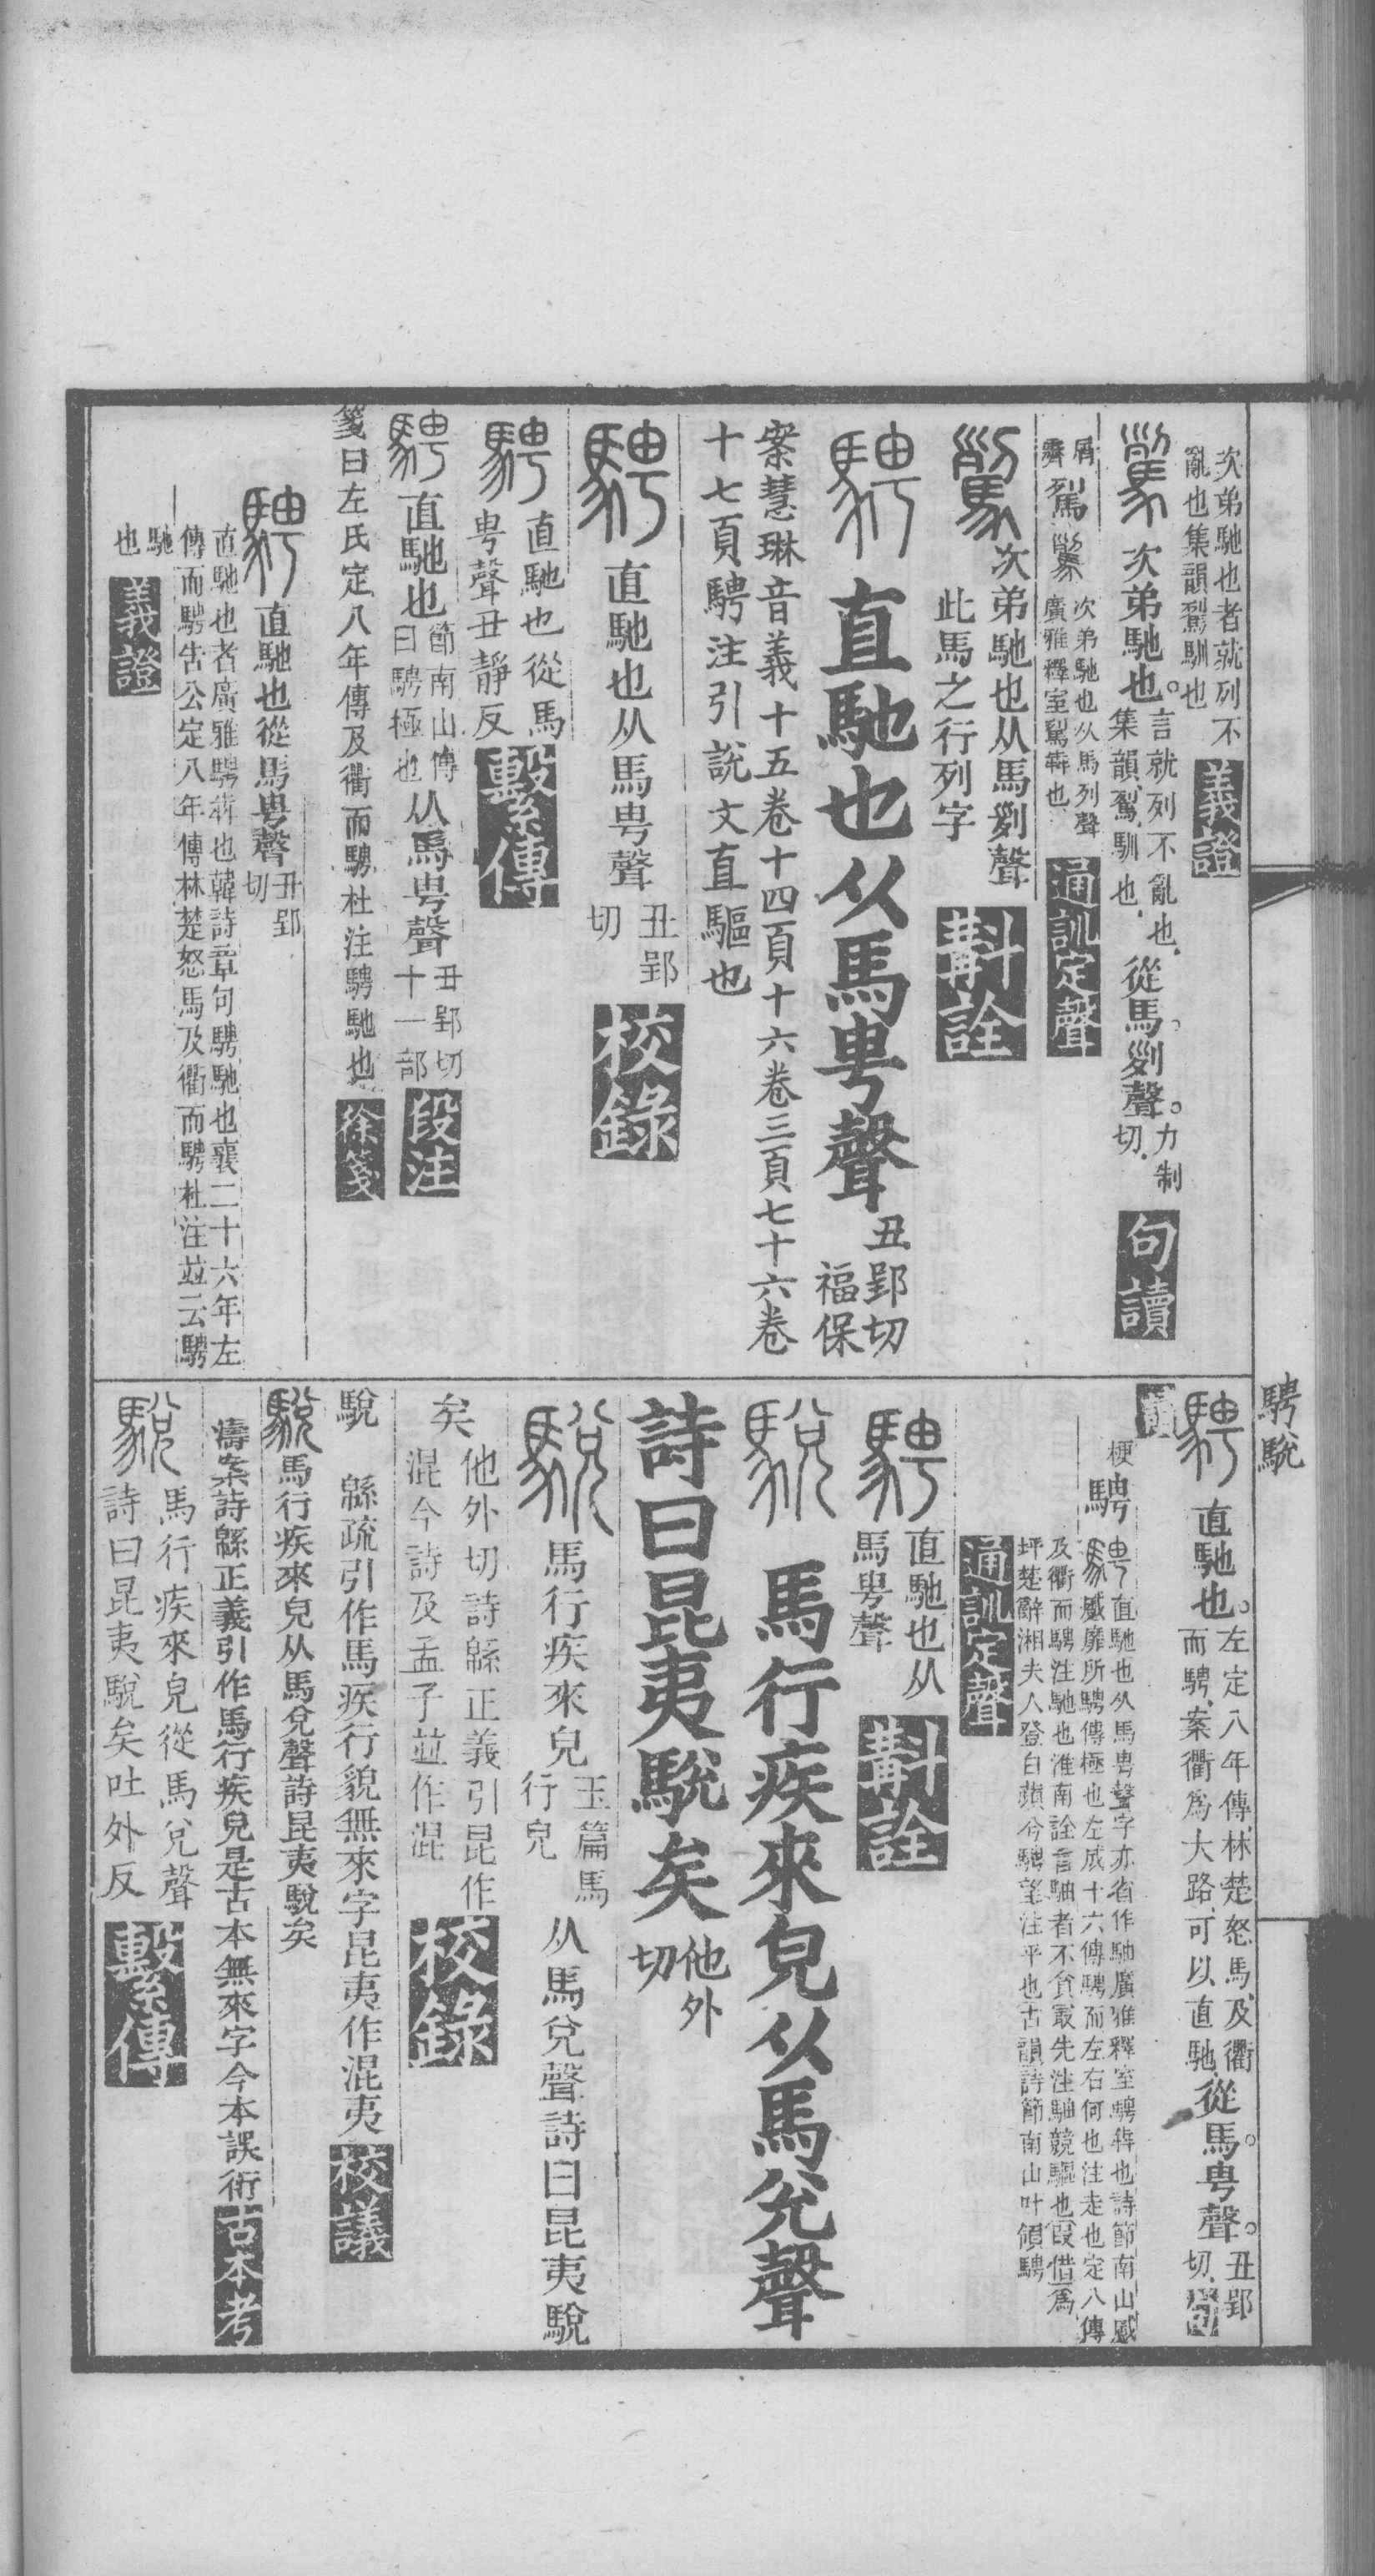 次弟馳也者就列不
亂也集韻䮋馴也
義證
次弟馳也。言就列不亂也
集韻䮋馴也
從馬𠛱聲。力制切
句讀
次弟馳也从馬列聲
廣雅釋室䮋犇也
通訓定聲
次弟馳也从馬𠛱聲
此馬之行列字
斠詮
騁 直馳也从馬甹聲 丑郢切 福保
案慧琳音義十五卷十四頁十六卷三頁七十六卷
十七頁騁注引說文直驅也
騁 直馳也从馬甹聲 丑郢切
校錄
騁 直馳也從馬
甹聲丑靜反
繫傳
騁 直馳也 節南山傳曰騁極也 从馬甹聲 丑郢切十一部
段注
箋曰左氏定八年傳及衢而騁杜注騁馳也
徐箋
騁 直馳也從馬甹聲 丑郢切
直馳也者廣雅騁犇也韓詩章句騁馳也襄二十六年左
傳而騁告公定八年傳林楚怒馬及衢而騁杜注並云騁
馳也
義證
騁駾
騁 直馳也。左定八年傳林楚怒馬及衢
而騁案衢爲大路可以直馳
從馬。甹聲。丑郢切
句讀
梗 騁
直馳也从馬甹聲字亦省作䮒廣雅釋室騁犇也詩節南山蹙
蹙靡所騁傳極也左成十六傳騁而左右何也注走也定八傳
及衢而騁注馳也淮南詮言 者不貪最先注 競驅也假借爲
坪楚辭湘夫人登白蘋兮騁望注平也古韻詩節南山叶領騁
通訓定聲
騁 直馳也从
馬甹聲
斠詮
駾 馬行疾來皃从馬兌聲
詩曰昆夷駾矣 他外切
駾 馬行疾來皃 玉篇馬行皃 从馬兌聲詩曰昆夷駾
矣 他外切詩緜正義引昆作
混今詩及孟子並作混
校錄
駾 緜疏引作馬疾行貌無來字昆夷作混夷
校議
駾 馬行疾來皃从馬兌聲詩昆夷駾矣
濤案詩緜正義引作馬行疾皃是古本無來字今本誤衍
古本考
駾 馬行疾來皃從馬兌聲
詩曰昆夷駾矣吐外反
繫傳